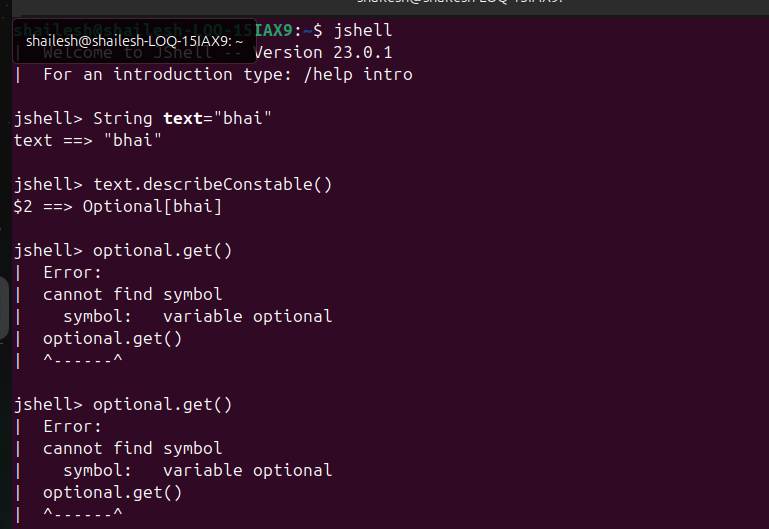 shailesh@shailesh-LOQ-15IAX9:~$ jshell
shailesh@shailesh-LOQ-15IAX9: ~
| Welcome to JShell -- Version 23.0.1
| For an introduction type: /help intro
jshell> String text="bhai"
text ==> "bhai"
jshell> text.describeConstable()
$2 ==> Optional[bhai]
jshell> optional.get()
| Error:
| cannot find symbol
| symbol: variable optional
| optional.get()
| ^------^
jshell> optional.get()
| Error:
| cannot find symbol
| symbol: variable optional
| optional.get()
| ^------^